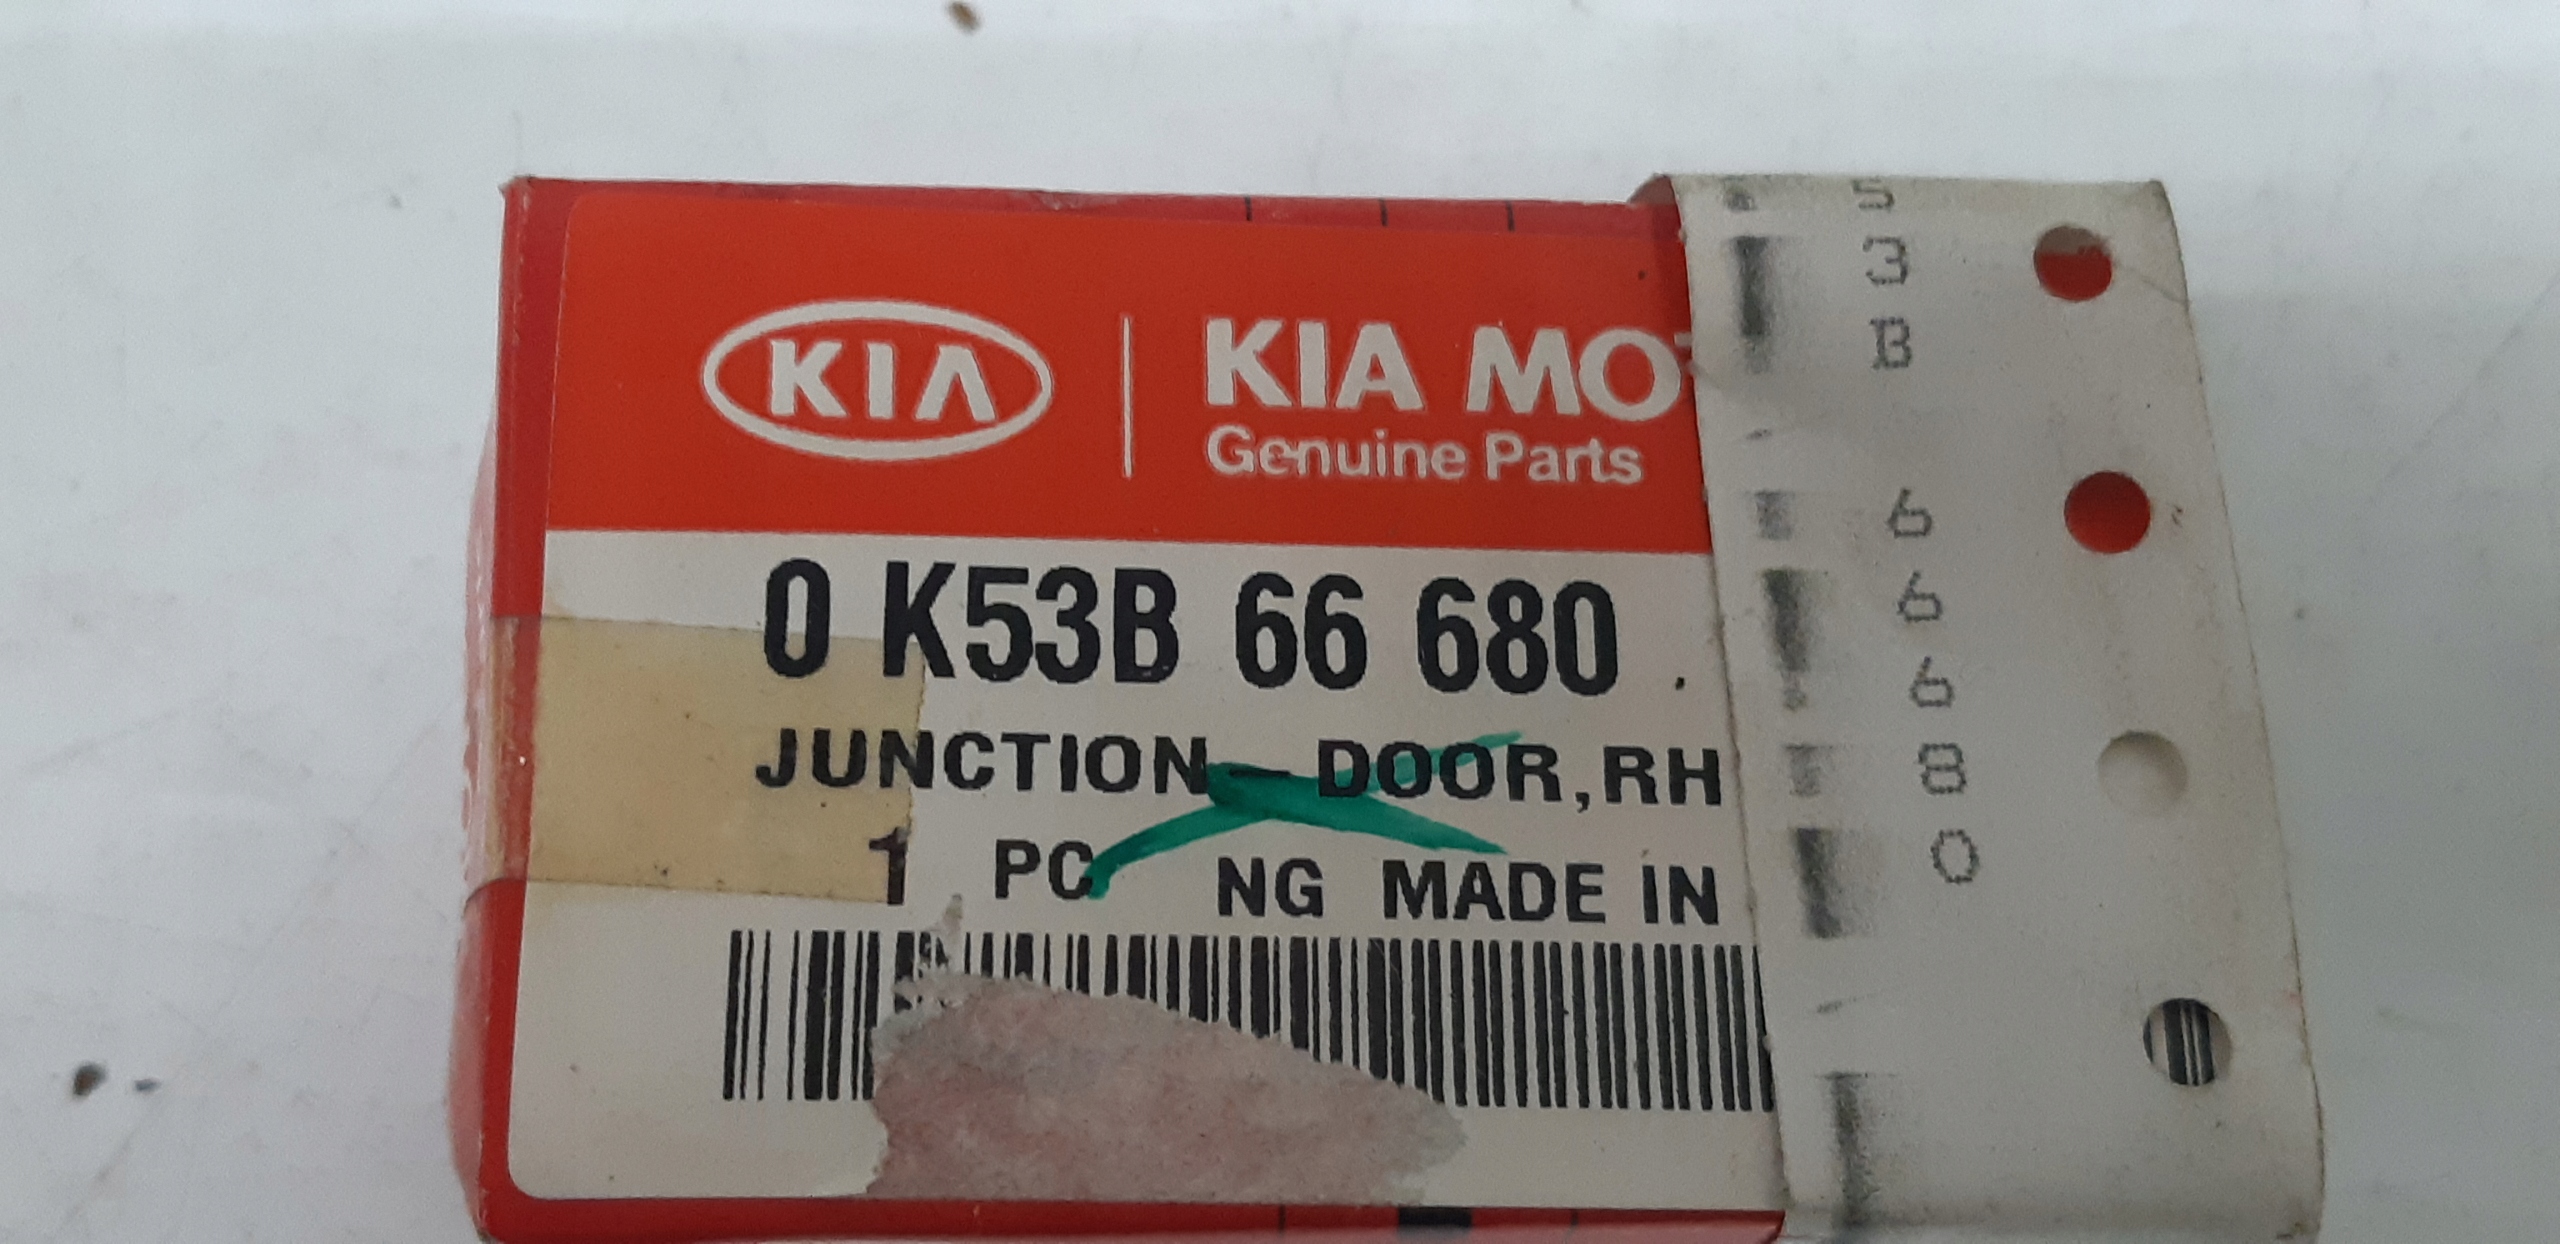 KIA
KIA MO
Genuine Parts
0 K53B 66 680
JUNCTION - DOOR,RH
1 PC NG MADE IN
5 3 B 6 6 6 8 0